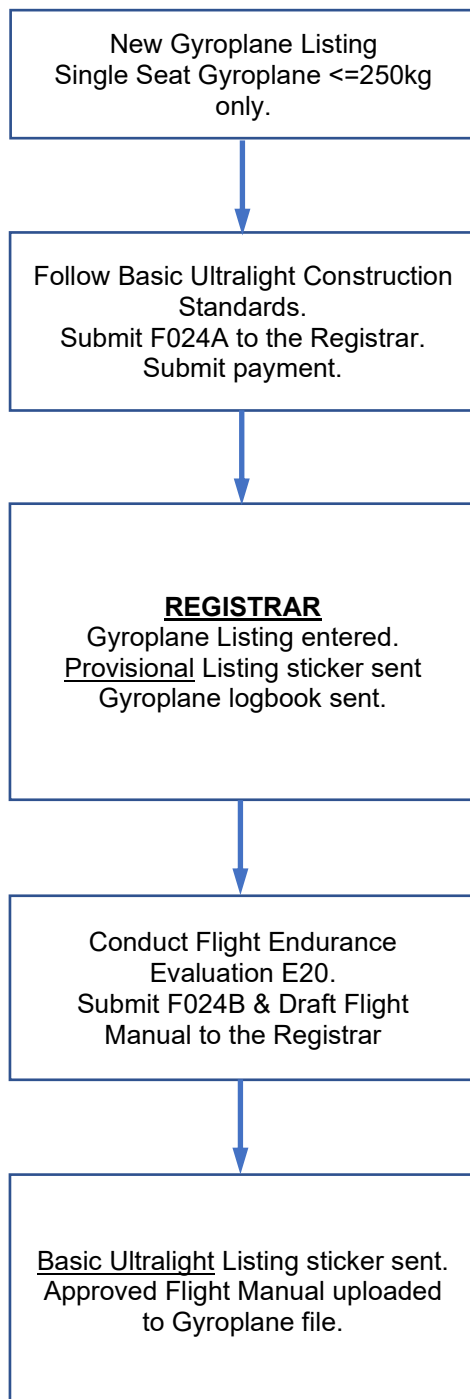 New Gyroplane Listing
Single Seat Gyroplane <=250kg
only.
Follow Basic Ultralight Construction
Standards.
Submit F024A to the Registrar.
Submit payment.
REGISTRAR
Gyroplane Listing entered.
Provisional Listing sticker sent
Gyroplane logbook sent.
Conduct Flight Endurance
Evaluation E20.
Submit F024B & Draft Flight
Manual to the Registrar
Basic Ultralight Listing sticker sent.
Approved Flight Manual uploaded
to Gyroplane file.